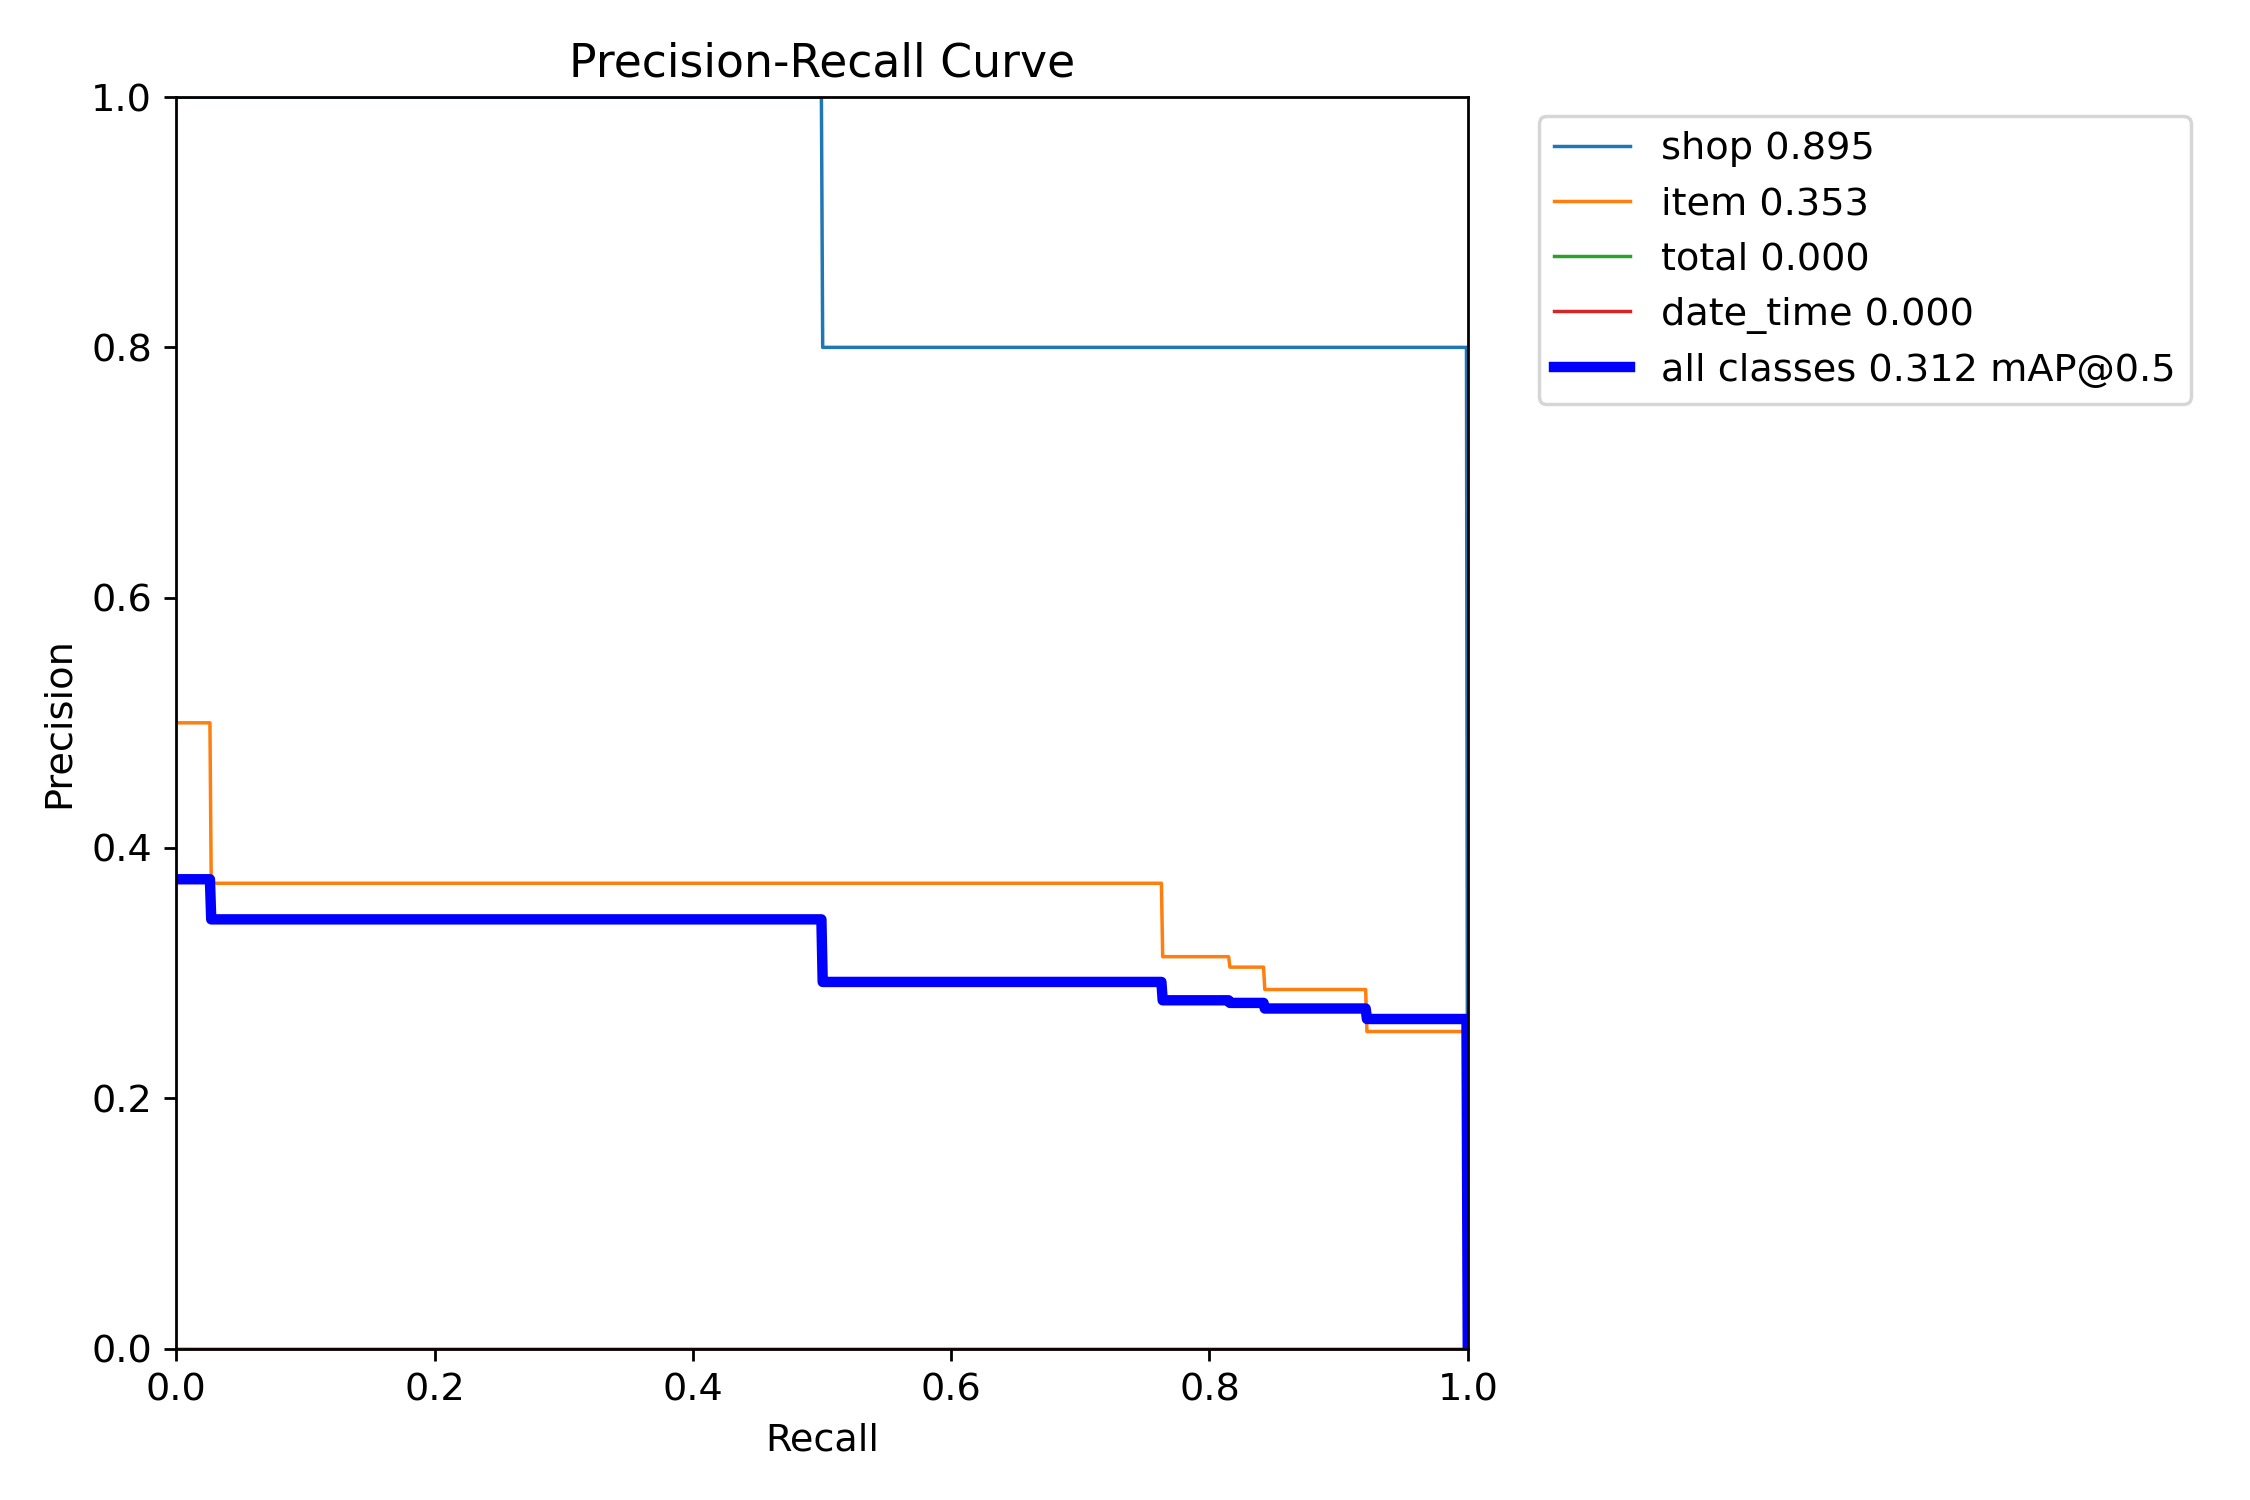 Precision-Recall Curve
1.0
0.8
0.6
0.4
0.2
0.0
Precision
0.0 0.2 0.4 0.6 0.8 1.0
Recall
shop 0.895
item 0.353
total 0.000
date_time 0.000
all classes 0.312 mAP@0.5